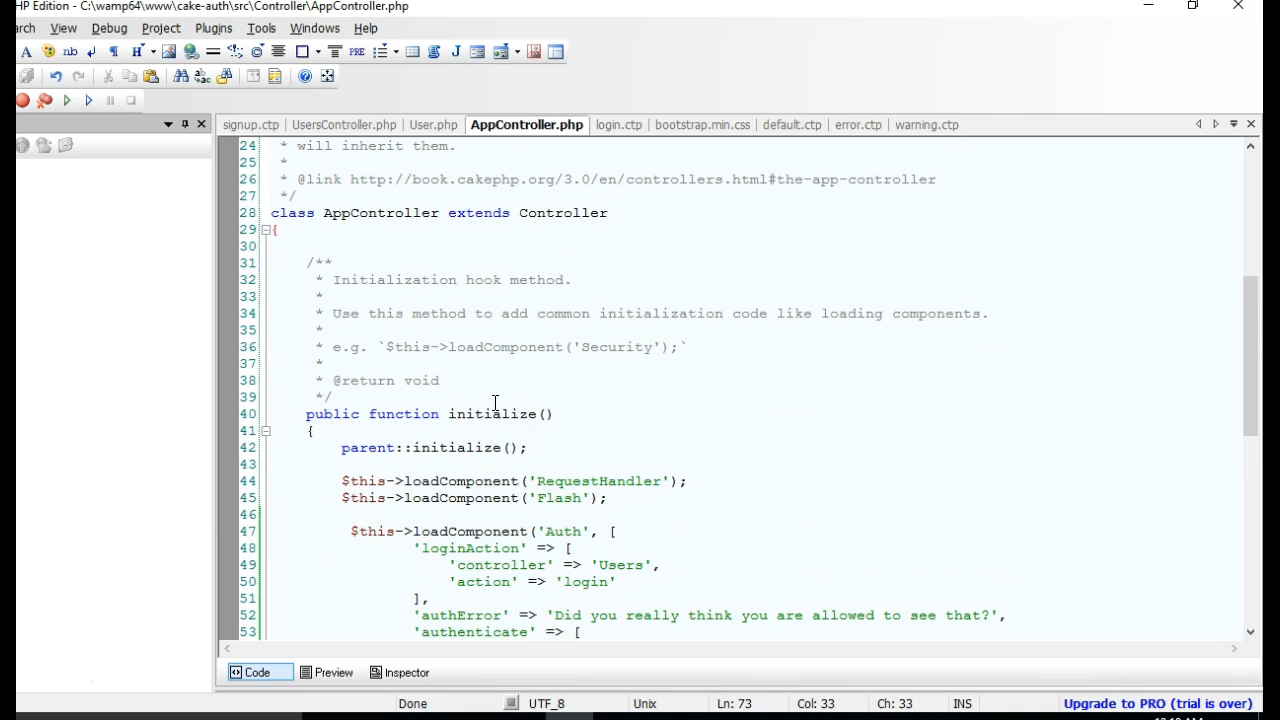 HP Edition - C:\wamp64\www\cake-auth\src\Controller\AppController.php
arch View Debug Project Plugins Tools Windows Help
signup.ctp UsersController.php User.php AppController.php login.ctp bootstrap.min.css default.ctp error.ctp warning.ctp
24 * will inherit them.
25 *
26 * @link http://book.cakephp.org/3.0/en/controllers.html#the-app-controller
27 */
28 class AppController extends Controller
29 {
30
31 /**
32 * Initialization hook method.
33 *
34 * Use this method to add common initialization code like loading components.
35 *
36 * e.g. `$this->loadComponent('Security');`
37 *
38 * @return void
39 */
40 public function initialize()
41 {
42 parent::initialize();
43
44 $this->loadComponent('RequestHandler');
45 $this->loadComponent('Flash');
46
47 $this->loadComponent('Auth', [
48 'loginAction' => [
49 'controller' => 'Users',
50 'action' => 'login'
51 ],
52 'authError' => 'Did you really think you are allowed to see that?',
53 'authenticate' => [
Code Preview Inspector
Done UTF_8 Unix Ln: 73 Col: 33 Ch: 33 INS Upgrade to PRO (trial is over)